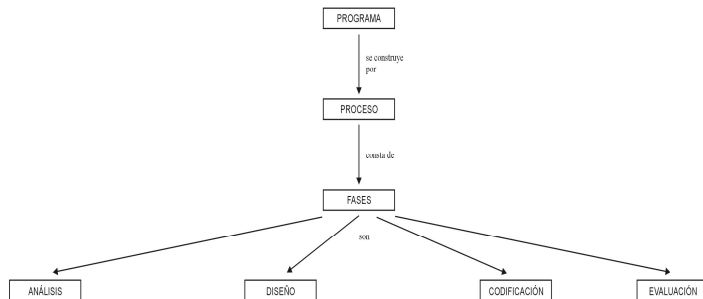 PROGRAMA
se construye
por
PROCESO
consta de
FASES
son
ANÁLISIS
DISEÑO
CODIFICACIÓN
EVALUACIÓN